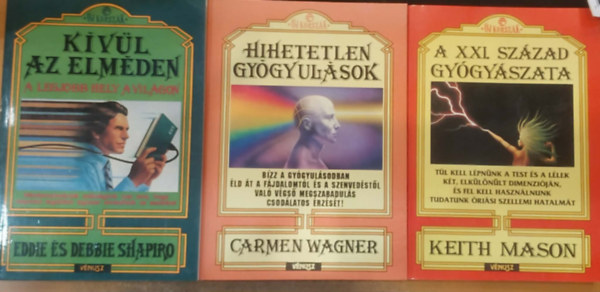 KÍVÜL
AZ ELMÉDEN
A LEGJOBB HELY A VILÁGON
EDDIE ÉS DEBBIE SHAPIRO
VÉNUSZ
HIHETETLEN
GYÓGYULÁSOK
BÍZZ A GYÓGYULÁSODBAN
ÉLD ÁT A FÁJDALOMTÓL ÉS A SZENVEDÉSTŐL
VALÓ VÉGSŐ MEGSZABADULÁS
CSODÁLATOS ÉRZÉSÉT!
CARMEN WAGNER
VÉNUSZ
A XXI. SZÁZAD
GYÓGYÁSZATA
TÚL KELL LÉPNÜNK A TEST ÉS A LÉLEK
KÉT, ELKÜLÖNÜLT DIMENZIÓJÁN,
ÉS FEL KELL HASZNÁLNUNK
TUDATUNK ÓRIÁSI SZELLEMI HATALMÁT
KEITH MASON
VÉNUSZ